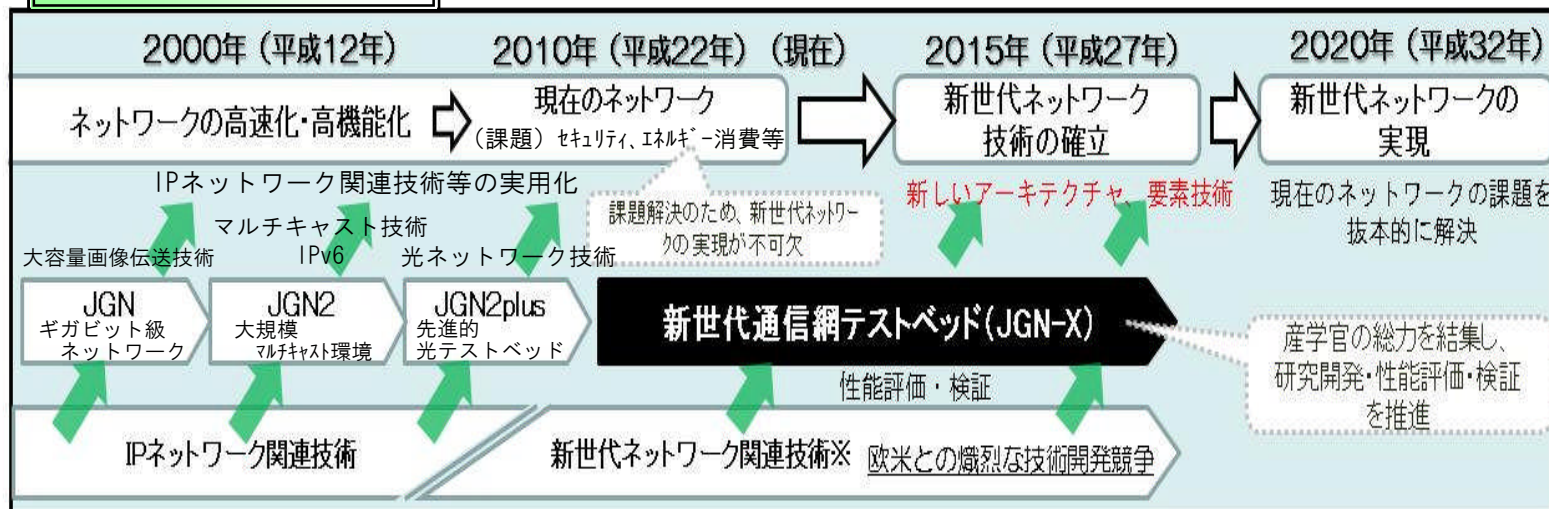 2000年（平成12年）
2010年（平成22年）（現在）
2015年（平成27年）
2020年（平成32年）
ネットワークの高速化・高機能化
現在のネットワーク
（課題）ｾｷｭﾘﾃｨ、ｴﾈﾙｷﾞｰ消費等
新世代ネットワーク
技術の確立
新世代ネットワークの
実現
IPネットワーク関連技術等の実用化
課題解決のため、新世代ﾈｯﾄﾜｰ
ｸの実現が不可欠
新しいアーキテクチャ、要素技術
現在のネットワークの課題を
抜本的に解決
大容量画像伝送技術
マルチキャスト技術
IPv6
光ネットワーク技術
JGN
ギガビット級
ネットワーク
JGN2
大規模
ﾏﾙﾁｷｬｽﾄ環境
JGN2plus
先進的
光テストベッド
新世代通信網テストベッド(JGN-X)
産学官の総力を結集し、
研究開発・性能評価・検証
を推進
性能評価・検証
IPネットワーク関連技術
新世代ネットワーク関連技術※ 欧米との熾烈な技術開発競争